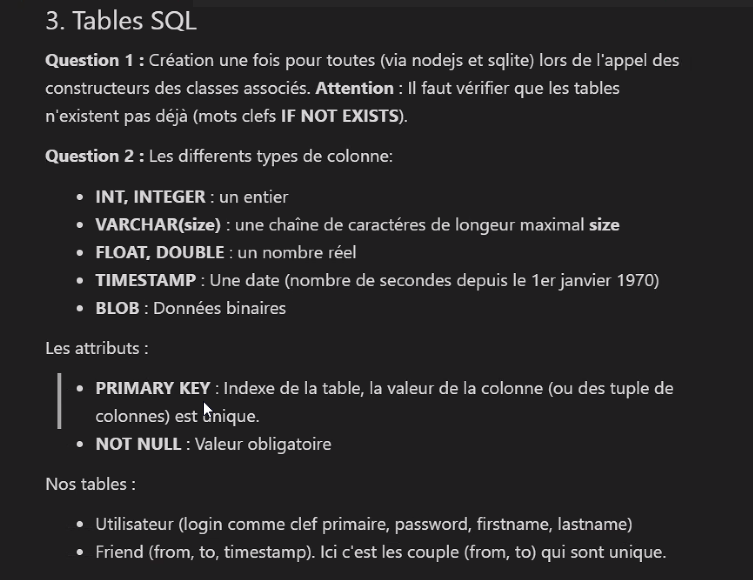 3. Tables SQL
Question 1 : Création une fois pour toutes (via nodejs et sqlite) lors de l'appel des
constructeurs des classes associés. Attention : Il faut vérifier que les tables
n'existent pas déjà (mots clefs IF NOT EXISTS).
Question 2 : Les differents types de colonne:
• INT, INTEGER : un entier
• VARCHAR(size) : une chaîne de caractéres de longeur maximal size
• FLOAT, DOUBLE : un nombre réel
• TIMESTAMP : Une date (nombre de secondes depuis le 1er janvier 1970)
• BLOB : Données binaires
Les attributs :
• PRIMARY KEY : Indexe de la table, la valeur de la colonne (ou des tuple de
colonnes) est unique.
• NOT NULL : Valeur obligatoire
Nos tables :
• Utilisateur (login comme clef primaire, password, firstname, lastname)
• Friend (from, to, timestamp). Ici c'est les couple (from, to) qui sont unique.